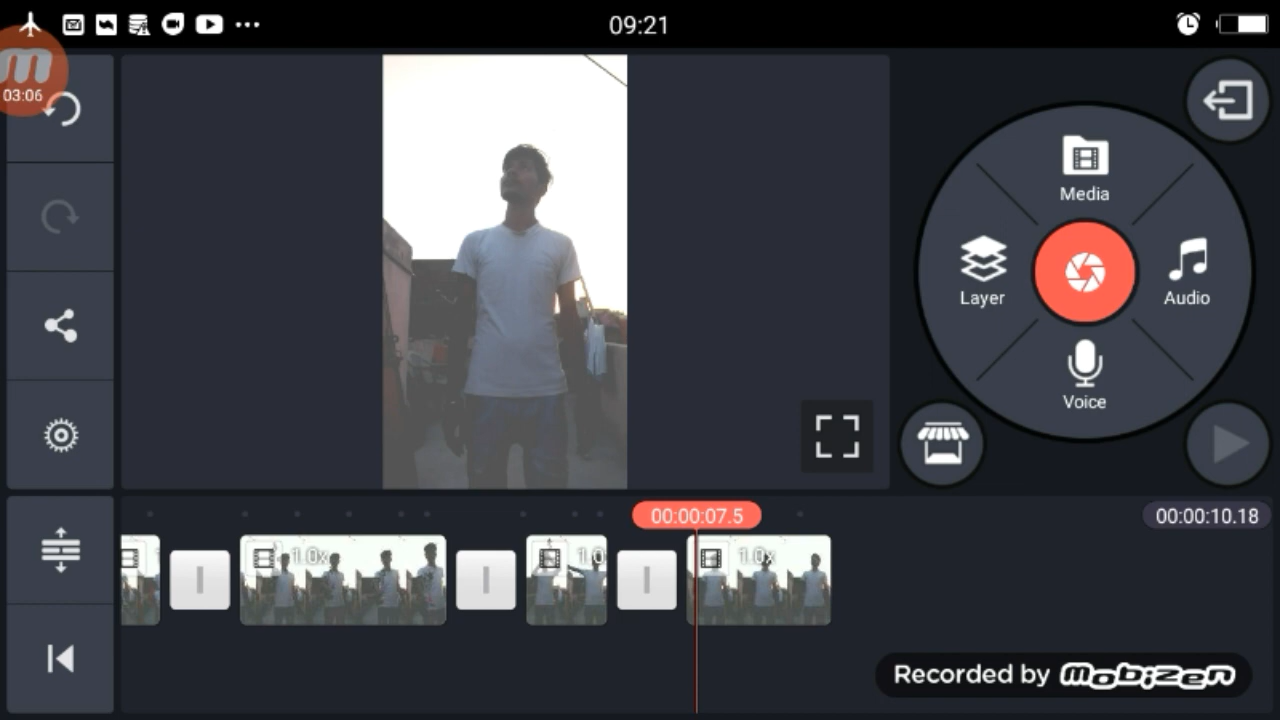 09:21
03:06
Media
Layer
Audio
Voice
00:00:07.5
00:00:10.18
1.0x
1.0
1.0x
Recorded by mobizen